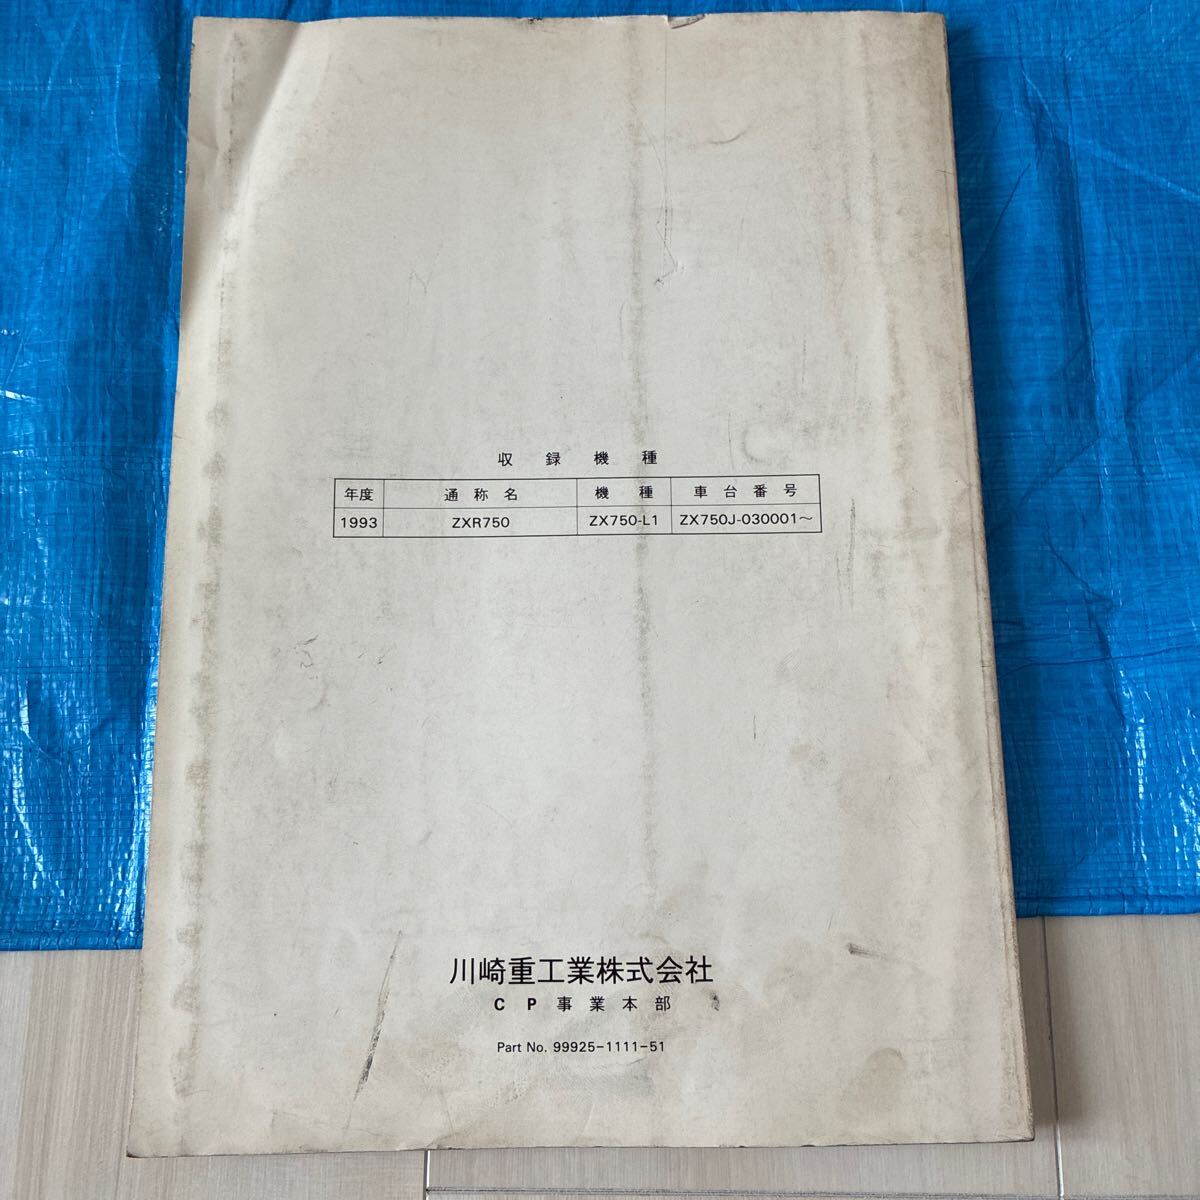 収録機種
年度 通称名 機種 車台番号
1993 ZXR750 ZX750-L1 ZX750J-030001～
川崎重工業株式会社
CP事業本部
Part No. 99925-1111-51